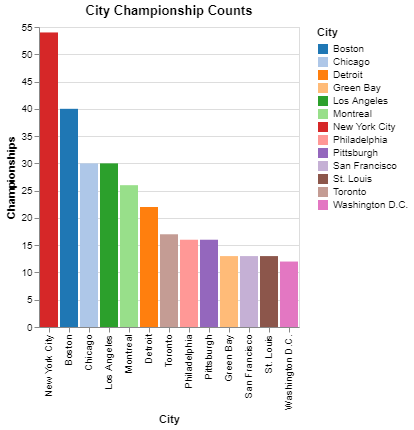 City Championship Counts
55
50
45
40
35
30
25
20
15
10
5
0
Championships
New York City
Boston
Chicago
Los Angeles
Montreal
Detroit
Toronto
Philadelphia
Pittsburgh
Green Bay
San Francisco
St. Louis
Washington D.C.
City
City
Boston
Chicago
Detroit
Green Bay
Los Angeles
Montreal
New York City
Philadelphia
Pittsburgh
San Francisco
St. Louis
Toronto
Washington D.C.